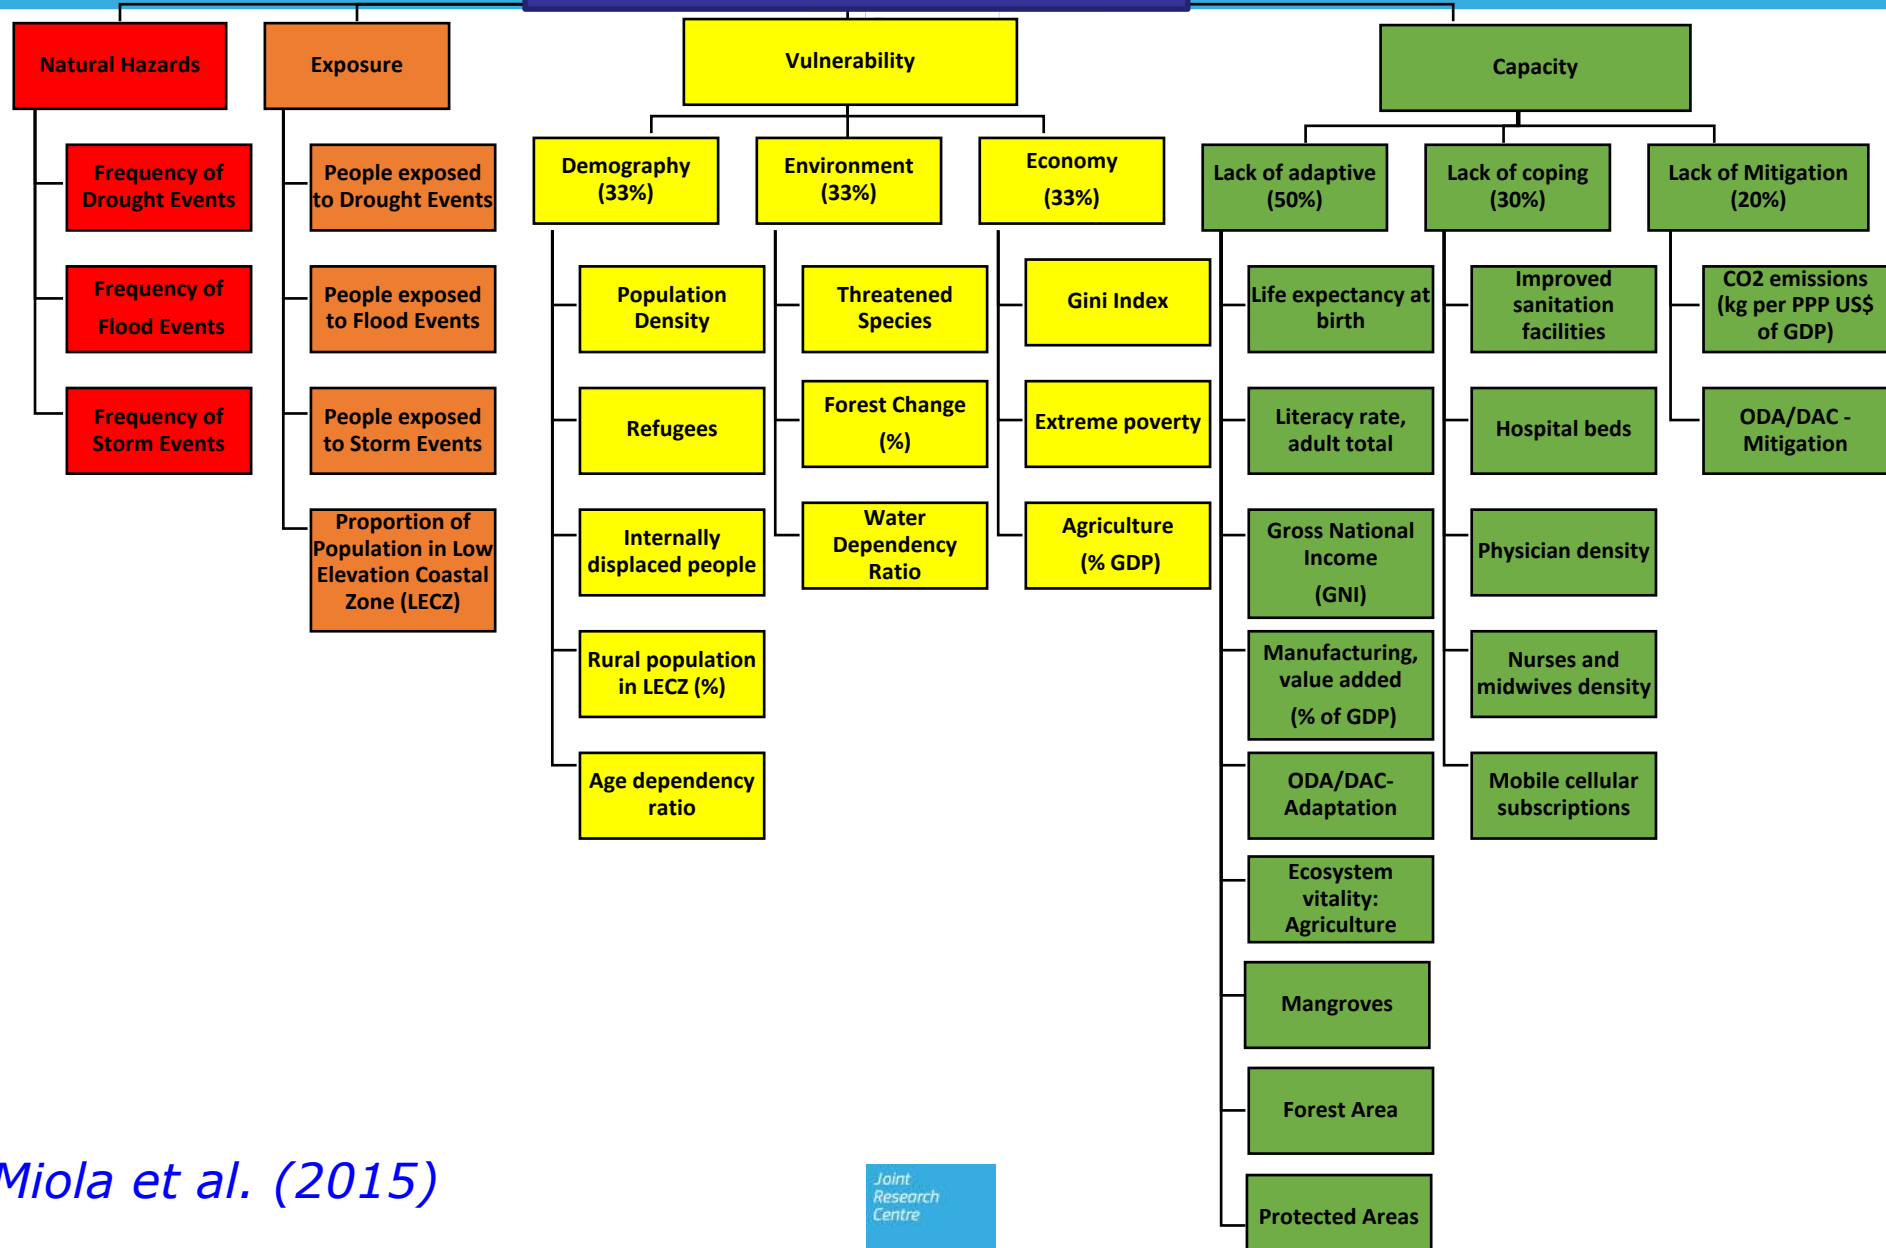 Natural Hazards
Exposure
Vulnerability
Capacity
Frequency of
Drought Events
Frequency of
Flood Events
Frequency of
Storm Events
People exposed
to Drought Events
People exposed
to Flood Events
People exposed
to Storm Events
Proportion of
Population in Low
Elevation Coastal
Zone (LECZ)
Demography
(33%)
Population
Density
Refugees
Internally
displaced people
Rural population
in LECZ (%)
Age dependency
ratio
Environment
(33%)
Threatened
Species
Forest Change
(%)
Water
Dependency
Ratio
Economy
(33%)
Gini Index
Extreme poverty
Agriculture
(% GDP)
Lack of adaptive
(50%)
Life expectancy at
birth
Literacy rate,
adult total
Gross National
Income
(GNI)
Manufacturing,
value added
(% of GDP)
ODA/DAC-
Adaptation
Ecosystem
vitality:
Agriculture
Mangroves
Forest Area
Protected Areas
Lack of coping
(30%)
Improved
sanitation
facilities
Hospital beds
Physician density
Nurses and
midwives density
Mobile cellular
subscriptions
Lack of Mitigation
(20%)
CO2 emissions
(kg per PPP US$
of GDP)
ODA/DAC -
Mitigation
Miola et al. (2015)
Joint
Research
Centre